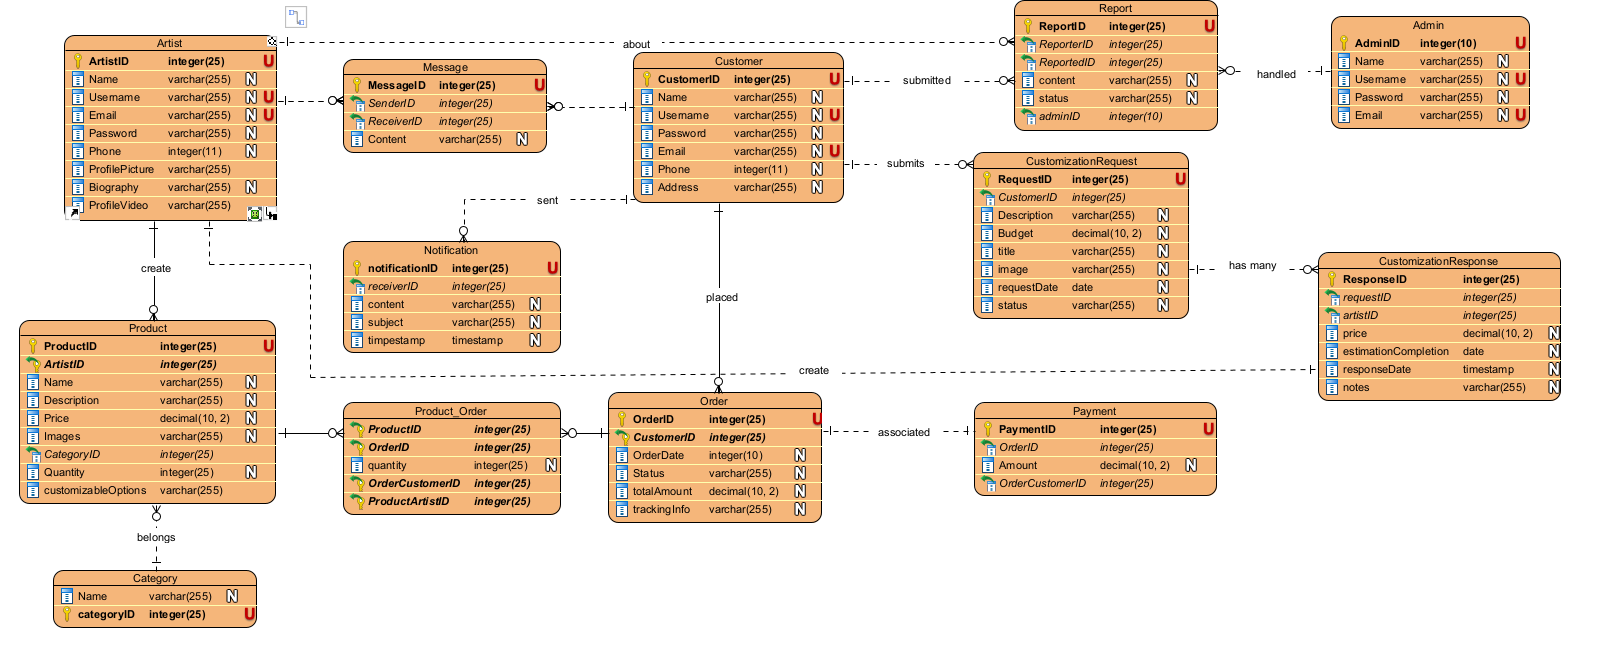 Artist
ArtistID integer(25) U
Name varchar(255) N
Username varchar(255) N U
Email varchar(255) N U
Password varchar(255) N
Phone integer(11) N
ProfilePicture varchar(255)
Biography varchar(255) N
ProfileVideo varchar(255)
about
Message
MessageID integer(25) U
SenderID integer(25)
ReceiverID integer(25)
Content varchar(255) N
Customer
CustomerID integer(25) U
Name varchar(255) N
Username varchar(255) N U
Password varchar(255) N
Email varchar(255) N U
Phone integer(11) N
Address varchar(255) N
submitted
Report
ReportID integer(25) U
ReporterID integer(25)
ReportedID integer(25)
content varchar(255) N
status varchar(255) N
adminID integer(10)
handled
Admin
AdminID integer(10) U
Name varchar(255) N
Username varchar(255) N U
Password varchar(255) N
Email varchar(255) N U
submits
CustomizationRequest
RequestID integer(25) U
CustomerID integer(25)
Description varchar(255) N
Budget decimal(10, 2) N
title varchar(255) N
image varchar(255) N
requestDate date N
status varchar(255) N
has many
CustomizationResponse
ResponseID integer(25)
requestID integer(25)
artistID integer(25)
price decimal(10, 2) N
estimationCompletion date N
responseDate timestamp N
notes varchar(255) N
sent
Notification
notificationID integer(25) U
receiverID integer(25)
content varchar(255) N
subject varchar(255) N
timpestamp timestamp N
create
placed
create
Product
ProductID integer(25) U
ArtistID integer(25)
Name varchar(255) N
Description varchar(255) N
Price decimal(10, 2) N
Images varchar(255) N
CategoryID integer(25)
Quantity integer(25) N
customizableOptions varchar(255)
Product_Order
ProductID integer(25)
OrderID integer(25)
quantity integer(25) N
OrderCustomerID integer(25)
ProductArtistID integer(25)
Order
OrderID integer(25) U
CustomerID integer(25)
OrderDate integer(10) N
Status varchar(255) N
totalAmount decimal(10, 2) N
trackingInfo varchar(255) N
associated
Payment
PaymentID integer(25) U
OrderID integer(25)
Amount decimal(10, 2) N
OrderCustomerID integer(25)
belongs
Category
Name varchar(255) N
categoryID integer(25) U